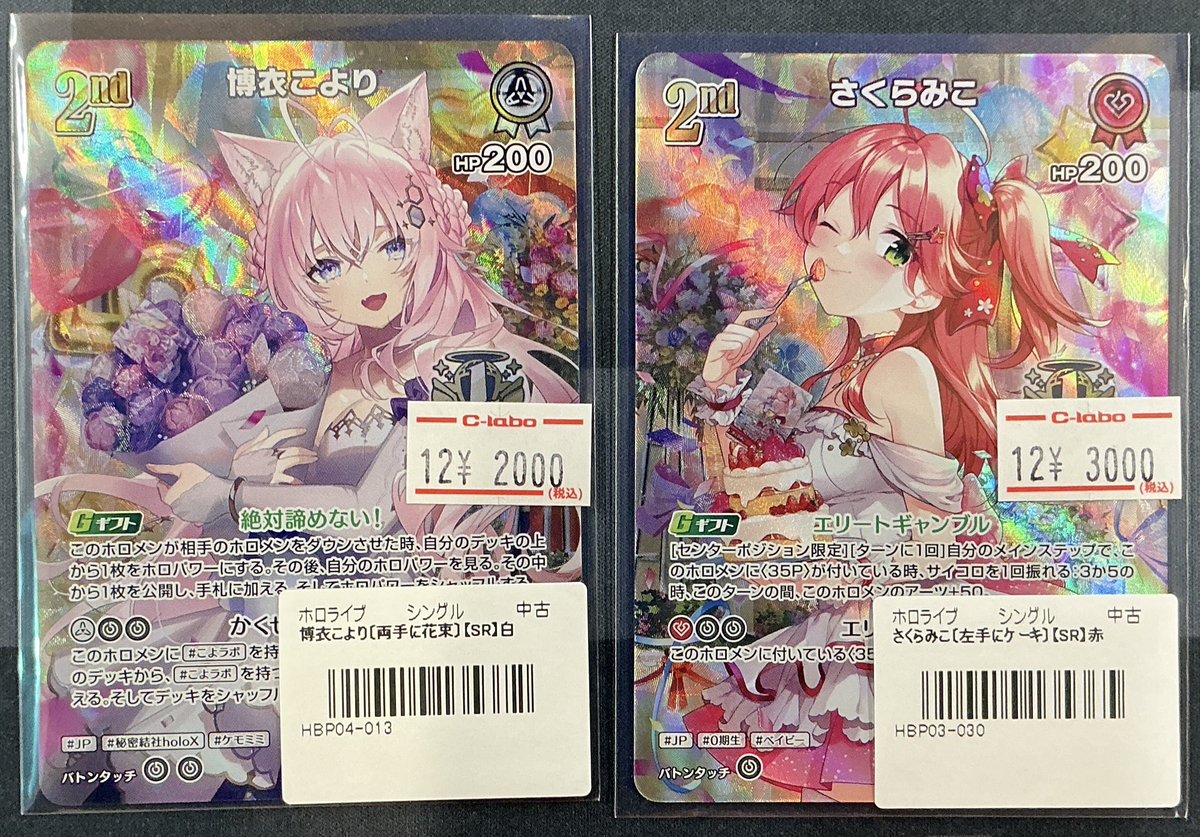 2nd
博衣こより
HP200
C-labo
12¥ 2000
(税込)
Gギフト 絶対諦めない!
このホロメンが相手のホロメンをダウンさせた時、自分のデッキの上
から1枚をホロパワーにする。その後、自分のホロパワーを見る。その中
から1枚を公開し、手札に加える。そしてホロパワーをシャッフルする。
このホロメンに #こよラボ を持
のデッキから、#こよラボ を持つ
える。そしてデッキをシャッフル
#JP #秘密結社holoX #ケモミミ
バトンタッチ
ホロライブ シングル 中古
博衣こより〔両手に花束〕【SR】白
HBP04-013
2nd
さくらみこ
HP200
C-labo
12¥ 3000
(税込)
Gギフト エリートギャンブル
[センターポジション限定][ターンに1回]自分のメインステップで、こ
のホロメンに〈35P〉が付いている時、サイコロを1回振れる:3か5の
時、このターンの間、このホロメンのアーツ+50。
このホロメンに付いている〈35
#JP #0期生 #ベイビー
バトンタッチ
ホロライブ シングル 中古
さくらみこ〔左手にケーキ〕【SR】赤
HBP03-030